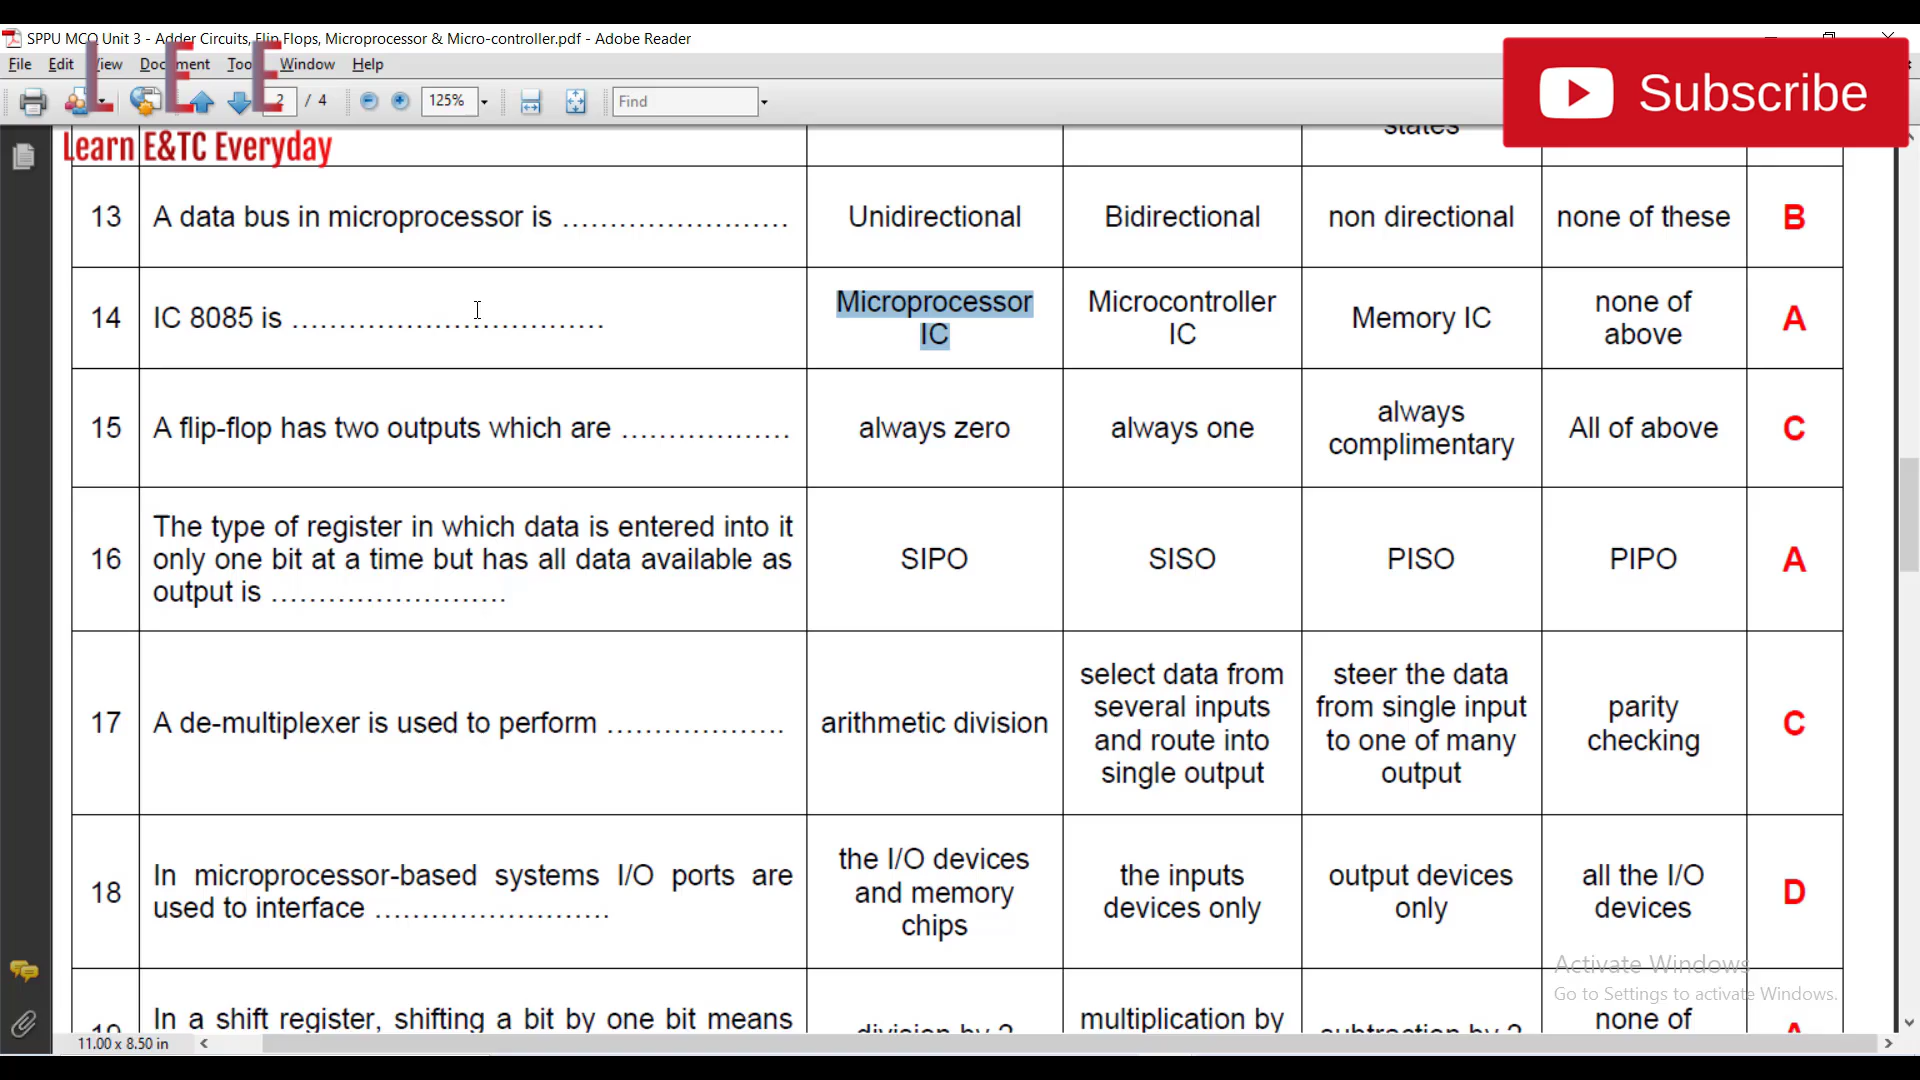 SPPU MCQ Unit 3 - Adder Circuits, Flip Flops, Microprocessor & Micro-controller.pdf - Adobe Reader
File Edit View Document Tools Window Help
L E E
2 / 4 125% Find
Subscribe
Learn E&TC Everyday
states
13 A data bus in microprocessor is ........................ Unidirectional Bidirectional non directional none of these B
14 IC 8085 is ................................. Microprocessor IC Microcontroller IC Memory IC none of above A
15 A flip-flop has two outputs which are .................. always zero always one always complimentary All of above C
16 The type of register in which data is entered into it
only one bit at a time but has all data available as
output is ......................... SIPO SISO PISO PIPO A
17 A de-multiplexer is used to perform ................... arithmetic division select data from several inputs and route into single output steer the data from single input to one of many output parity checking C
18 In microprocessor-based systems I/O ports are
used to interface ......................... the I/O devices and memory chips the inputs devices only output devices only all the I/O devices D
19 In a shift register, shifting a bit by one bit means division by 2 multiplication by subtraction by 2 none of A
Activate Windows
Go to Settings to activate Windows.
11.00 x 8.50 in